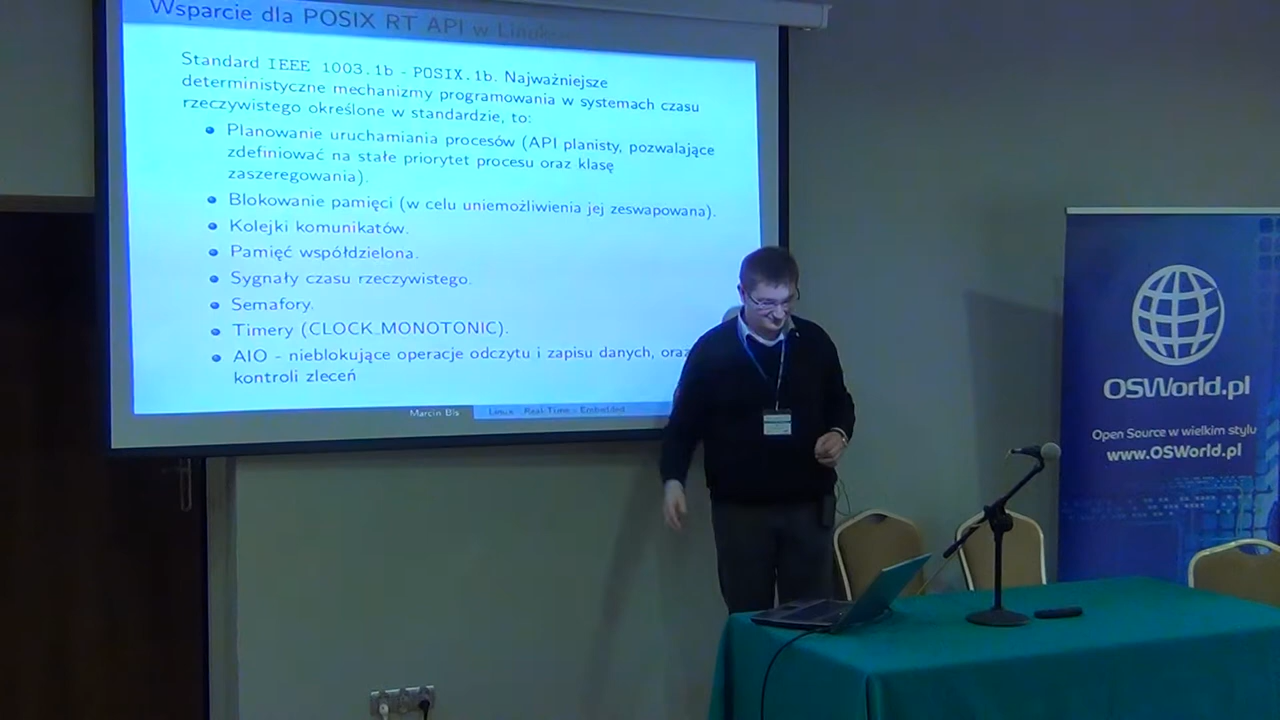 Wsparcie dla POSIX RT API w Linuk
Standard IEEE 1003.1b - POSIX.1b. Najważniejsze
deterministyczne mechanizmy programowania w systemach czasu
rzeczywistego określone w standardzie, to:
Planowanie uruchamiania procesów (API planisty, pozwalające
zdefiniować na stałe priorytet procesu oraz klasę
zaszeregowania).
Blokowanie pamięci (w celu uniemożliwienia jej zeswapowana).
Kolejki komunikatów.
Pamięć współdzielona.
Sygnały czasu rzeczywistego.
Semafory.
Timery (CLOCK_MONOTONIC).
AIO - nieblokujące operacje odczytu i zapisu danych, oraz
kontroli zleceń
Marcin Bis Linux - Real-Time - Embedded
OSWorld.pl
Open Source w wielkim stylu
www.OSWorld.pl